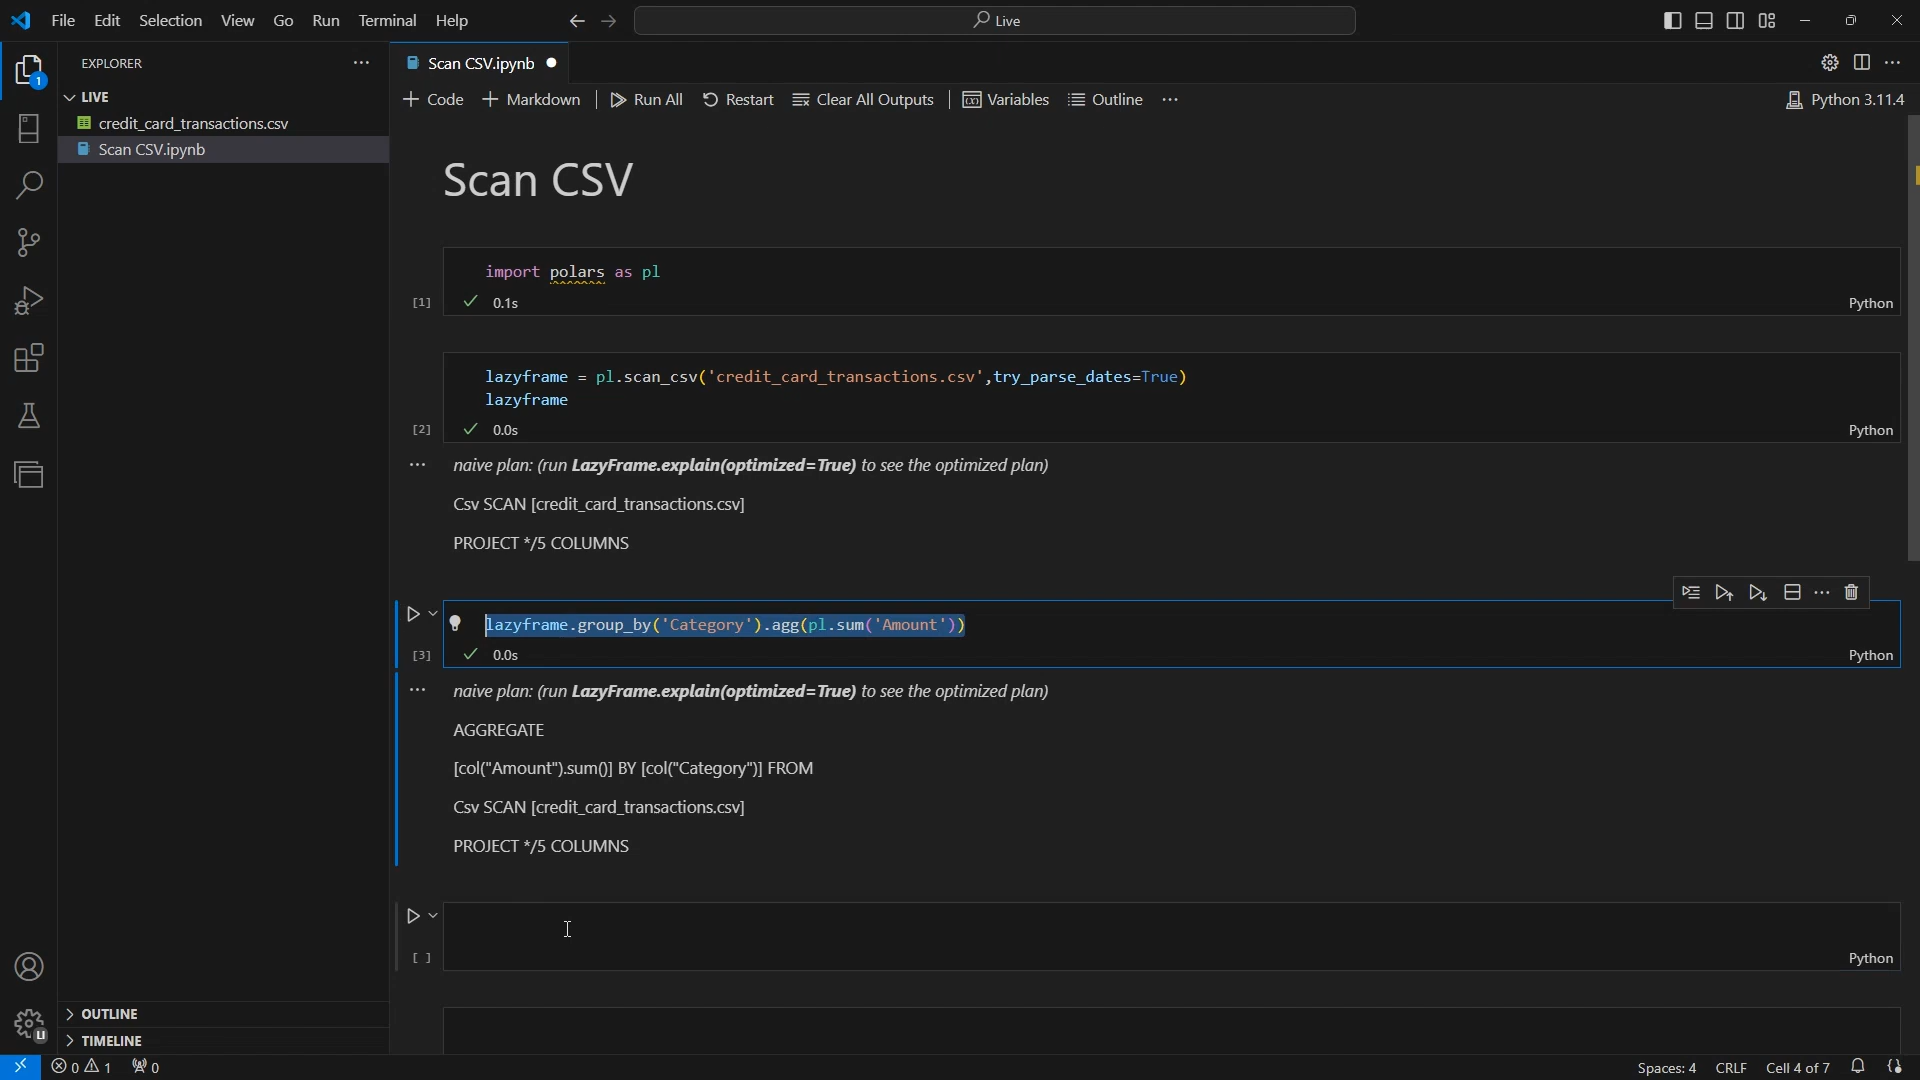 File Edit Selection View Go Run Terminal Help
Live
EXPLORER
Scan CSV.ipynb
1
LIVE
credit_card_transactions.csv
Scan CSV.ipynb
Code Markdown Run All Restart Clear All Outputs Variables Outline
Python 3.11.4
Scan CSV
import polars as pl
[1] 0.1s Python
lazyframe = pl.scan_csv('credit_card_transactions.csv',try_parse_dates=True)
lazyframe
[2] 0.0s Python
naive plan: (run LazyFrame.explain(optimized=True) to see the optimized plan)
Csv SCAN [credit_card_transactions.csv]
PROJECT */5 COLUMNS
lazyframe.group_by('Category').agg(pl.sum('Amount'))
[3] 0.0s Python
naive plan: (run LazyFrame.explain(optimized=True) to see the optimized plan)
AGGREGATE
[col("Amount").sum()] BY [col("Category")] FROM
Csv SCAN [credit_card_transactions.csv]
PROJECT */5 COLUMNS
[ ] Python
OUTLINE
TIMELINE
LI
0 1 0
Spaces: 4 CRLF Cell 4 of 7